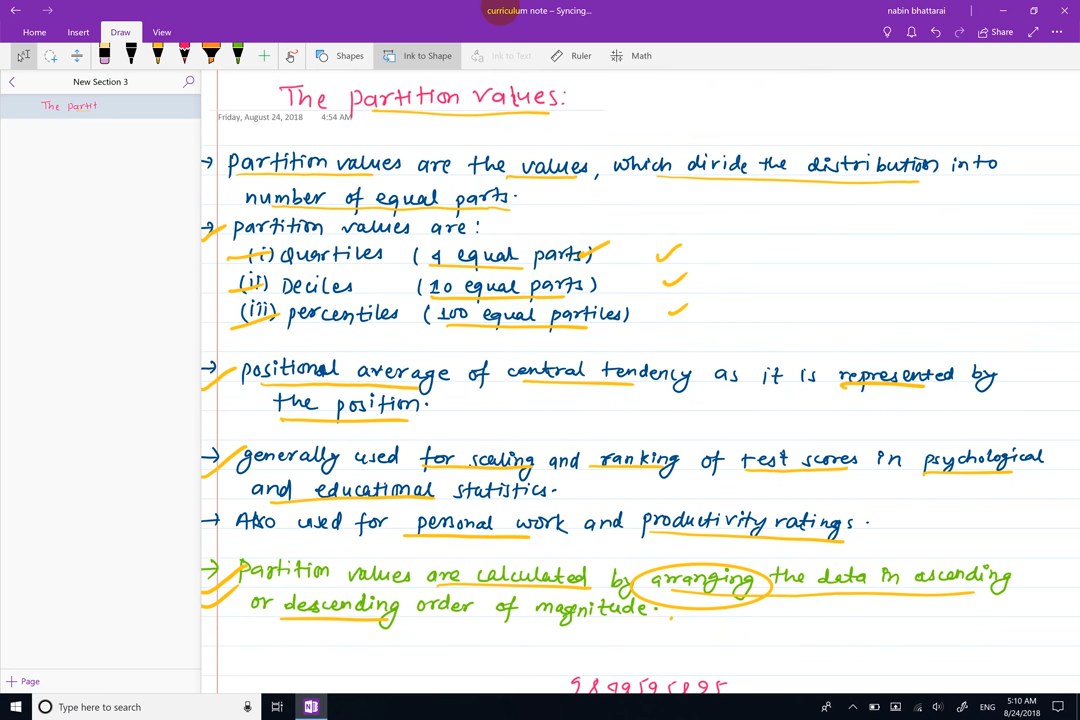 curriculum note – Syncing...
nabin bhattarai
Home Insert Draw View
Share
Shapes Ink to Shape Ink to Text Ruler Math
New Section 3
The Partit
The partition values:
Friday, August 24, 2018 4:54 AM
→ partition values are the values, which divide the distribution into
number of equal parts.
→ partition values are:
(i) Quartiles (4 equal parts)
(ii) Deciles (10 equal parts)
(iii) percentiles (100 equal partiles)
→ positional average of central tendency as it is represented by
the position.
→ generally used for scaling and ranking of test scores in psychological
and educational statistics.
→ Also used for personal work and productivity ratings.
→ Partition values are calculated by arranging the data in ascending
or descending order of magnitude.
+ Page
Type here to search
ENG
5:10 AM
8/24/2018